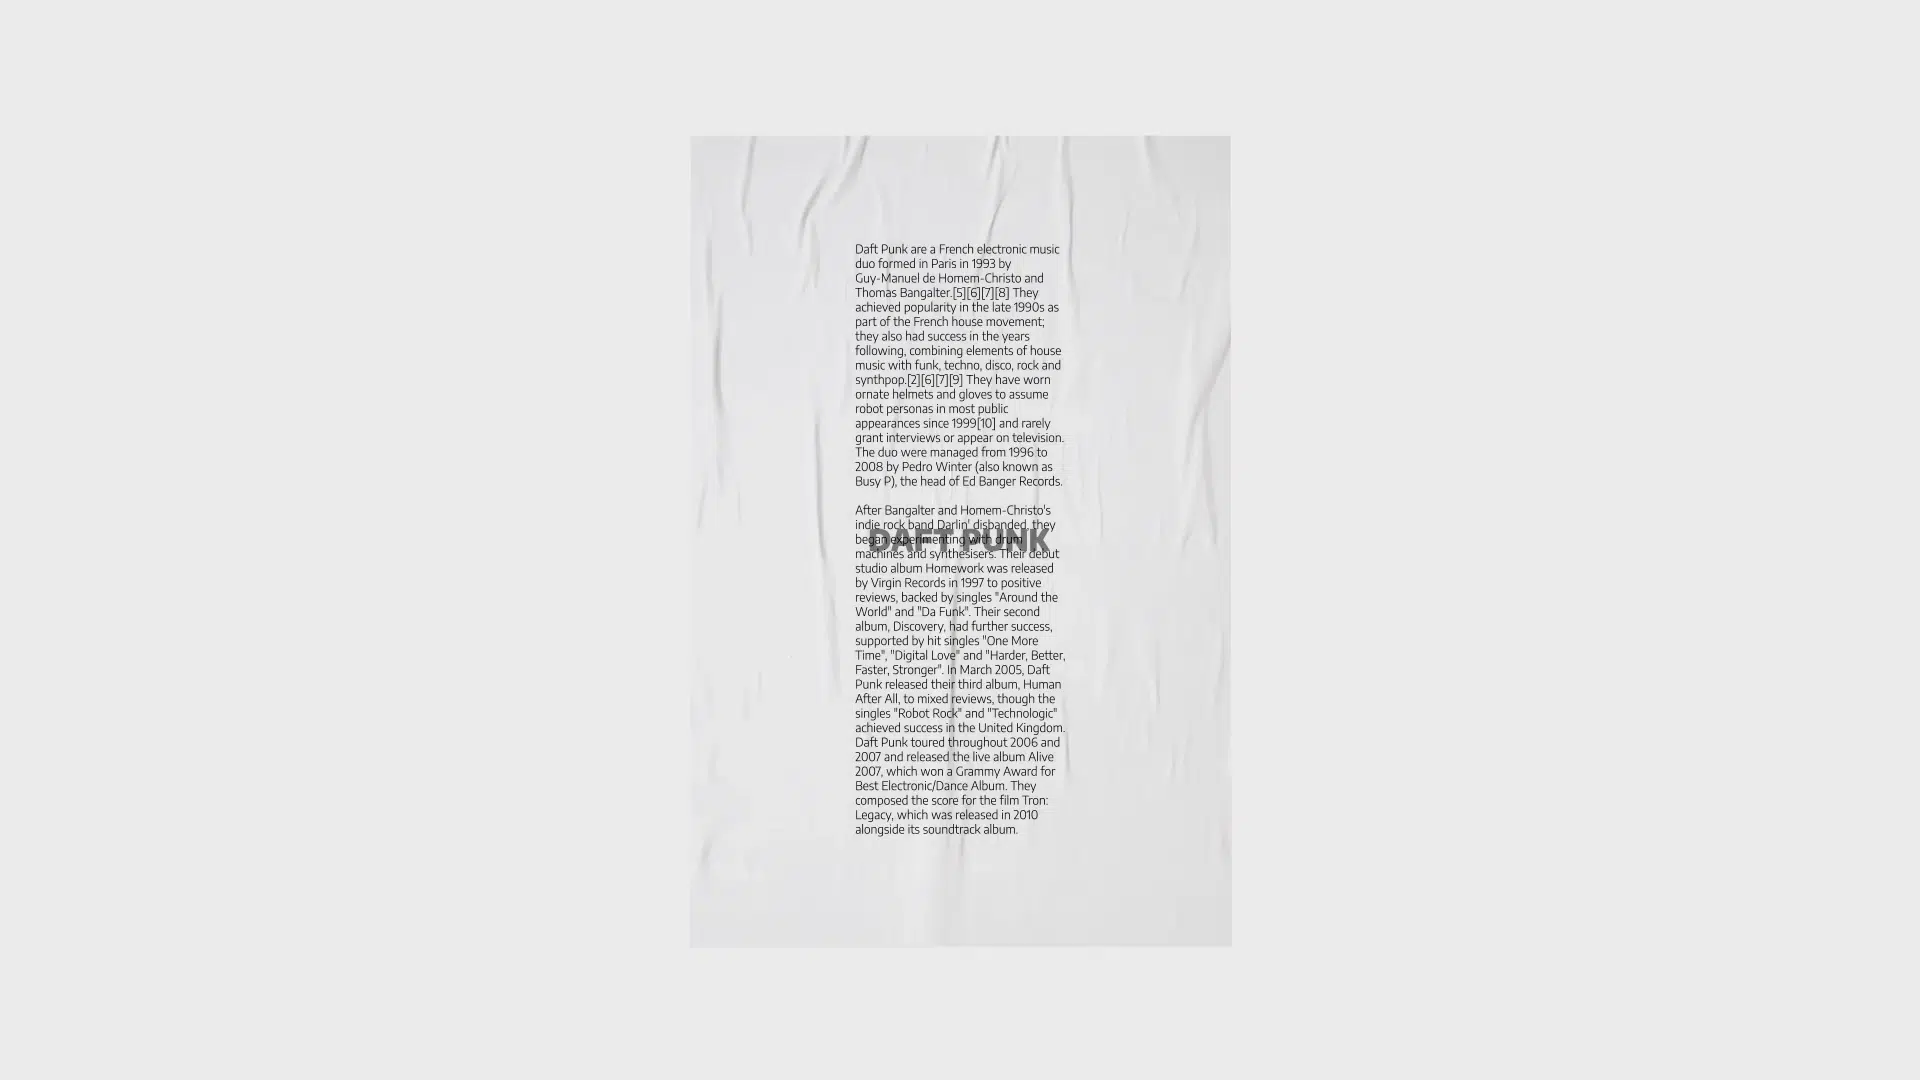 Daft Punk are a French electronic music
duo formed in Paris in 1993 by
Guy-Manuel de Homem-Christo and
Thomas Bangalter.[5][6][7][8] They
achieved popularity in the late 1990s as
part of the French house movement;
they also had success in the years
following, combining elements of house
music with funk, techno, disco, rock and
synthpop.[2][6][7][9] They have worn
ornate helmets and gloves to assume
robot personas in most public
appearances since 1999[10] and rarely
grant interviews or appear on television.
The duo were managed from 1996 to
2008 by Pedro Winter (also known as
Busy P), the head of Ed Banger Records.
After Bangalter and Homem-Christo's
indie rock band Darlin' disbanded, they
began experimenting with drum
DAFT PUNK
machines and synthesisers. Their debut
studio album Homework was released
by Virgin Records in 1997 to positive
reviews, backed by singles "Around the
World" and "Da Funk". Their second
album, Discovery, had further success,
supported by hit singles "One More
Time", "Digital Love" and "Harder, Better,
Faster, Stronger". In March 2005, Daft
Punk released their third album, Human
After All, to mixed reviews, though the
singles "Robot Rock" and "Technologic"
achieved success in the United Kingdom.
Daft Punk toured throughout 2006 and
2007 and released the live album Alive
2007, which won a Grammy Award for
Best Electronic/Dance Album. They
composed the score for the film Tron:
Legacy, which was released in 2010
alongside its soundtrack album.